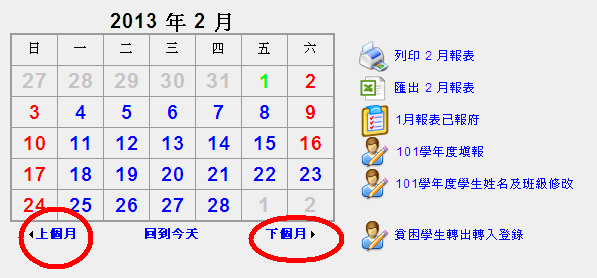 2013 年 2 月
日 一 二 三 四 五 六
27 28 29 30 31 1 2
3 4 5 6 7 8 9
10 11 12 13 14 15 16
17 18 19 20 21 22 23
24 25 26 27 28 1 2
上個月 回到今天 下個月
列印 2 月報表
匯出 2 月報表
1月報表已報府
101學年度填報
101學年度學生姓名及班級修改
貧困學生轉出轉入登錄